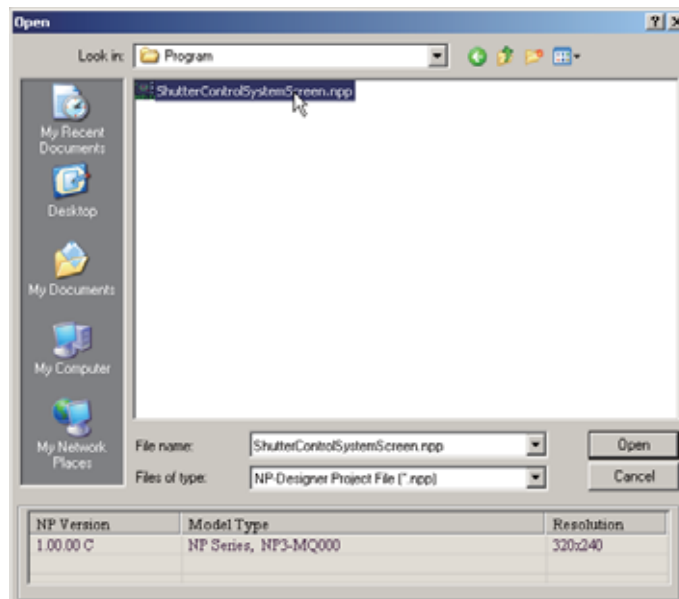 Open
Look in: Program
ShutterControlSystemScreen.npp
My Recent
Documents
Desktop
My Documents
My Computer
My Network
Places
File name: ShutterControlSystemScreen.npp Open
Files of type: NP-Designer Project File (*.npp) Cancel
NP Version Model Type Resolution
1.00.00 C NP Series, NP3-MQ000 320x240